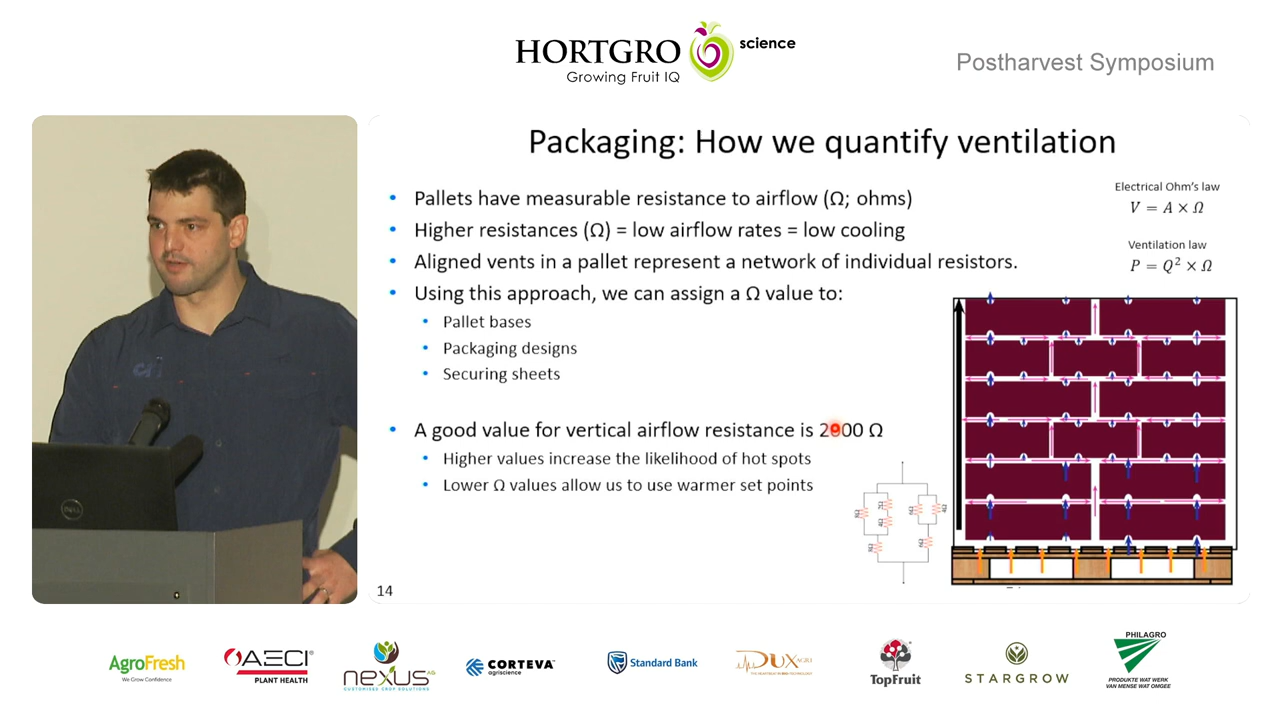 HORTGRO science
Growing Fruit IQ
Postharvest Symposium
Packaging: How we quantify ventilation
• Pallets have measurable resistance to airflow (Ω; ohms)
• Higher resistances (Ω) = low airflow rates = low cooling
• Aligned vents in a pallet represent a network of individual resistors.
• Using this approach, we can assign a Ω value to:
• Pallet bases
• Packaging designs
• Securing sheets
• A good value for vertical airflow resistance is 2000 Ω
• Higher values increase the likelihood of hot spots
• Lower Ω values allow us to use warmer set points
Electrical Ohm's law
V = A × Ω
Ventilation law
P = Q² × Ω
14
DELL
AgroFresh
We Grow Confidence
AECI
PLANT HEALTH
nexus AG
CUSTOMISED CROP SOLUTIONS
CORTEVA
agriscience
Standard Bank
DUX AGRI
TopFruit
STARGROW
PHILAGRO
PRODUKTE WAT WERK
VAN MENSE WAT OMGEE